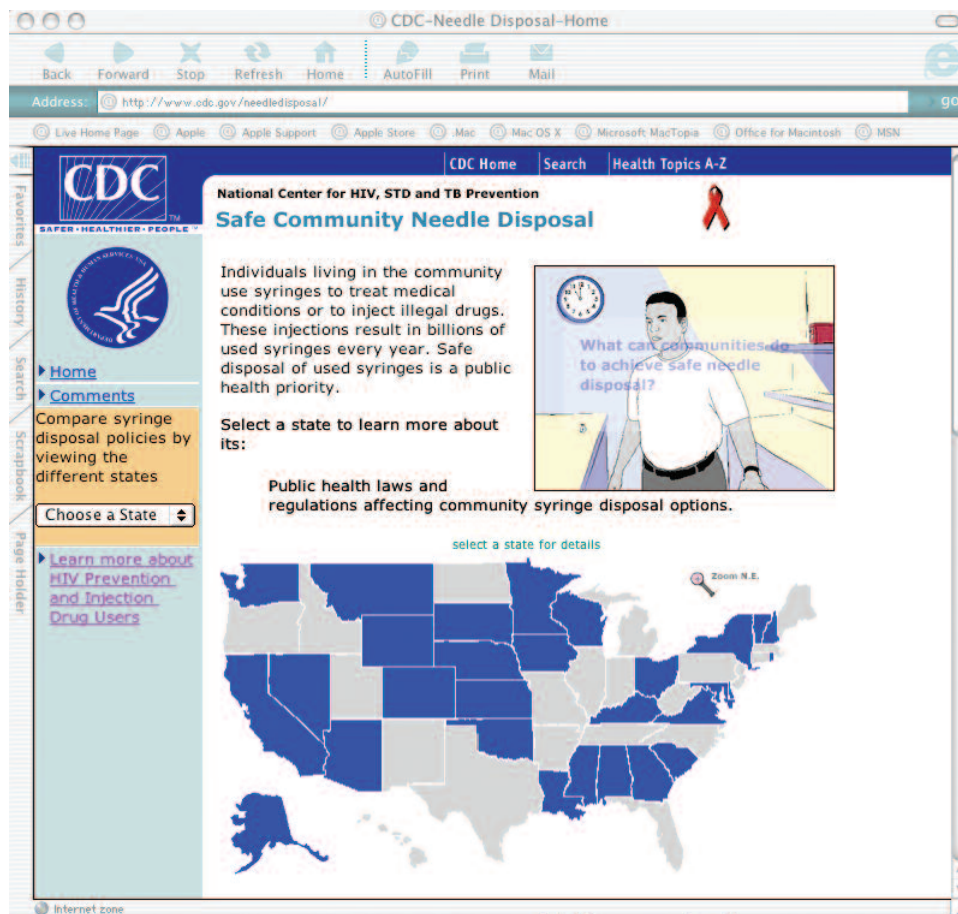 CDC-Needle Disposal-Home
Back Forward Stop Refresh Home AutoFill Print Mail
Address: http://www.cdc.gov/needledisposal/ go
Live Home Page Apple Apple Support Apple Store .Mac Mac OS X Microsoft MacTopia Office for Macintosh MSN
Favorites
History
Search
Scrapbook
Page Holder
CDC Home Search Health Topics A-Z
CDC
TM
SAFER•HEALTHIER•PEOPLE™
National Center for HIV, STD and TB Prevention
Safe Community Needle Disposal
Home
Comments
Compare syringe
disposal policies by
viewing the
different states
Choose a State
Learn more about
HIV Prevention
and Injection
Drug Users
Individuals living in the community
use syringes to treat medical
conditions or to inject illegal drugs.
These injections result in billions of
used syringes every year. Safe
disposal of used syringes is a public
health priority.
What can communities do
to achieve safe needle
disposal?
Select a state to learn more about
its:
Public health laws and
regulations affecting community syringe disposal options.
select a state for details
Zoom N.E.
Internet zone